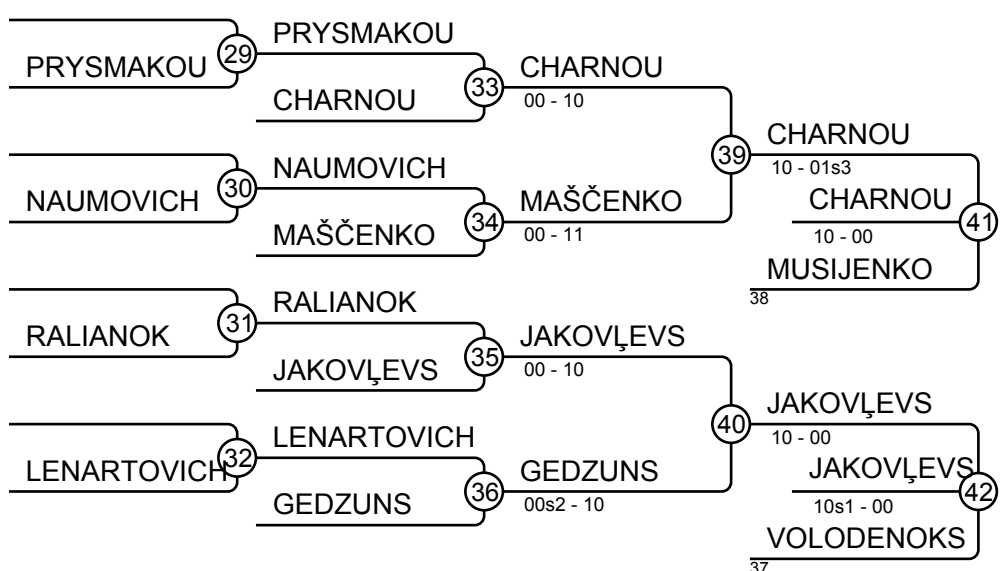 PRYSMAKOU
29
PRYSMAKOU
CHARNOU
33
CHARNOU
00 - 10
NAUMOVICH
30
NAUMOVICH
MAŠČENKO
34
MAŠČENKO
00 - 11
39
CHARNOU
10 - 01s3
CHARNOU
10 - 00
41
MUSIJENKO
38
RALIANOK
31
RALIANOK
JAKOVĻEVS
35
JAKOVĻEVS
00 - 10
LENARTOVICH
32
LENARTOVICH
GEDZUNS
36
GEDZUNS
00s2 - 10
40
JAKOVĻEVS
10 - 00
JAKOVĻEVS
10s1 - 00
42
VOLODENOKS
37